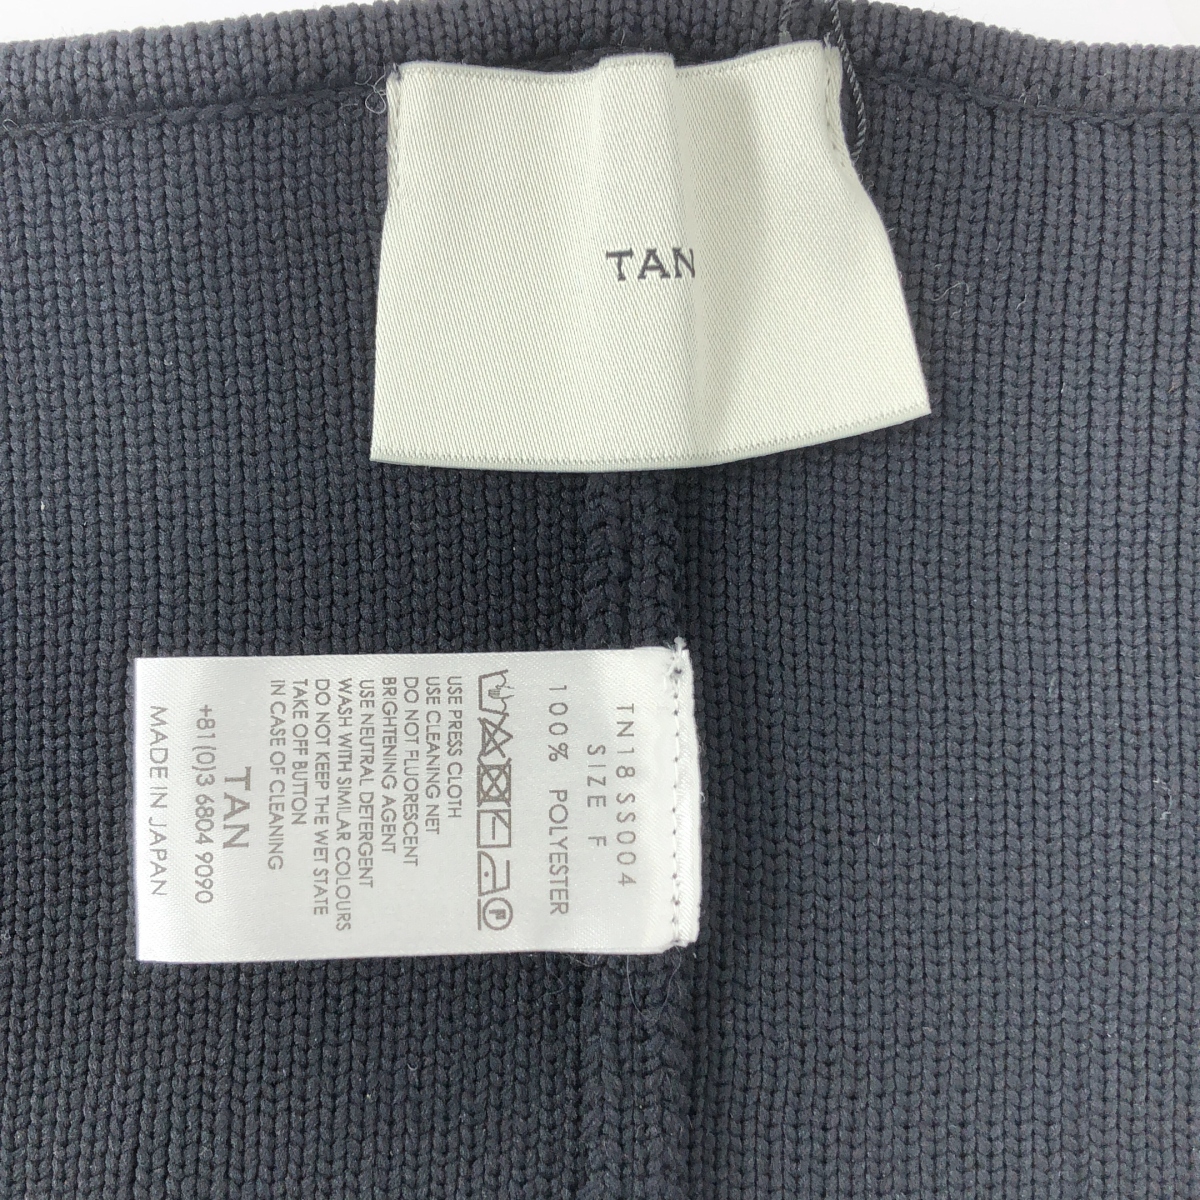 TAN
TN18SS004
SIZE F
100% POLYESTER
USE PRESS CLOTH
USE CLEANING NET
DO NOT FLUORESCENT
BRIGHTENING AGENT
USE NEUTRAL DETERGENT
WASH WITH SIMILAR COLOURS
DO NOT KEEP THE WET STATE
TAKE OFF BUTTON
IN CASE OF CLEANING
TAN
+81(0)3 6804 9090
MADE IN JAPAN